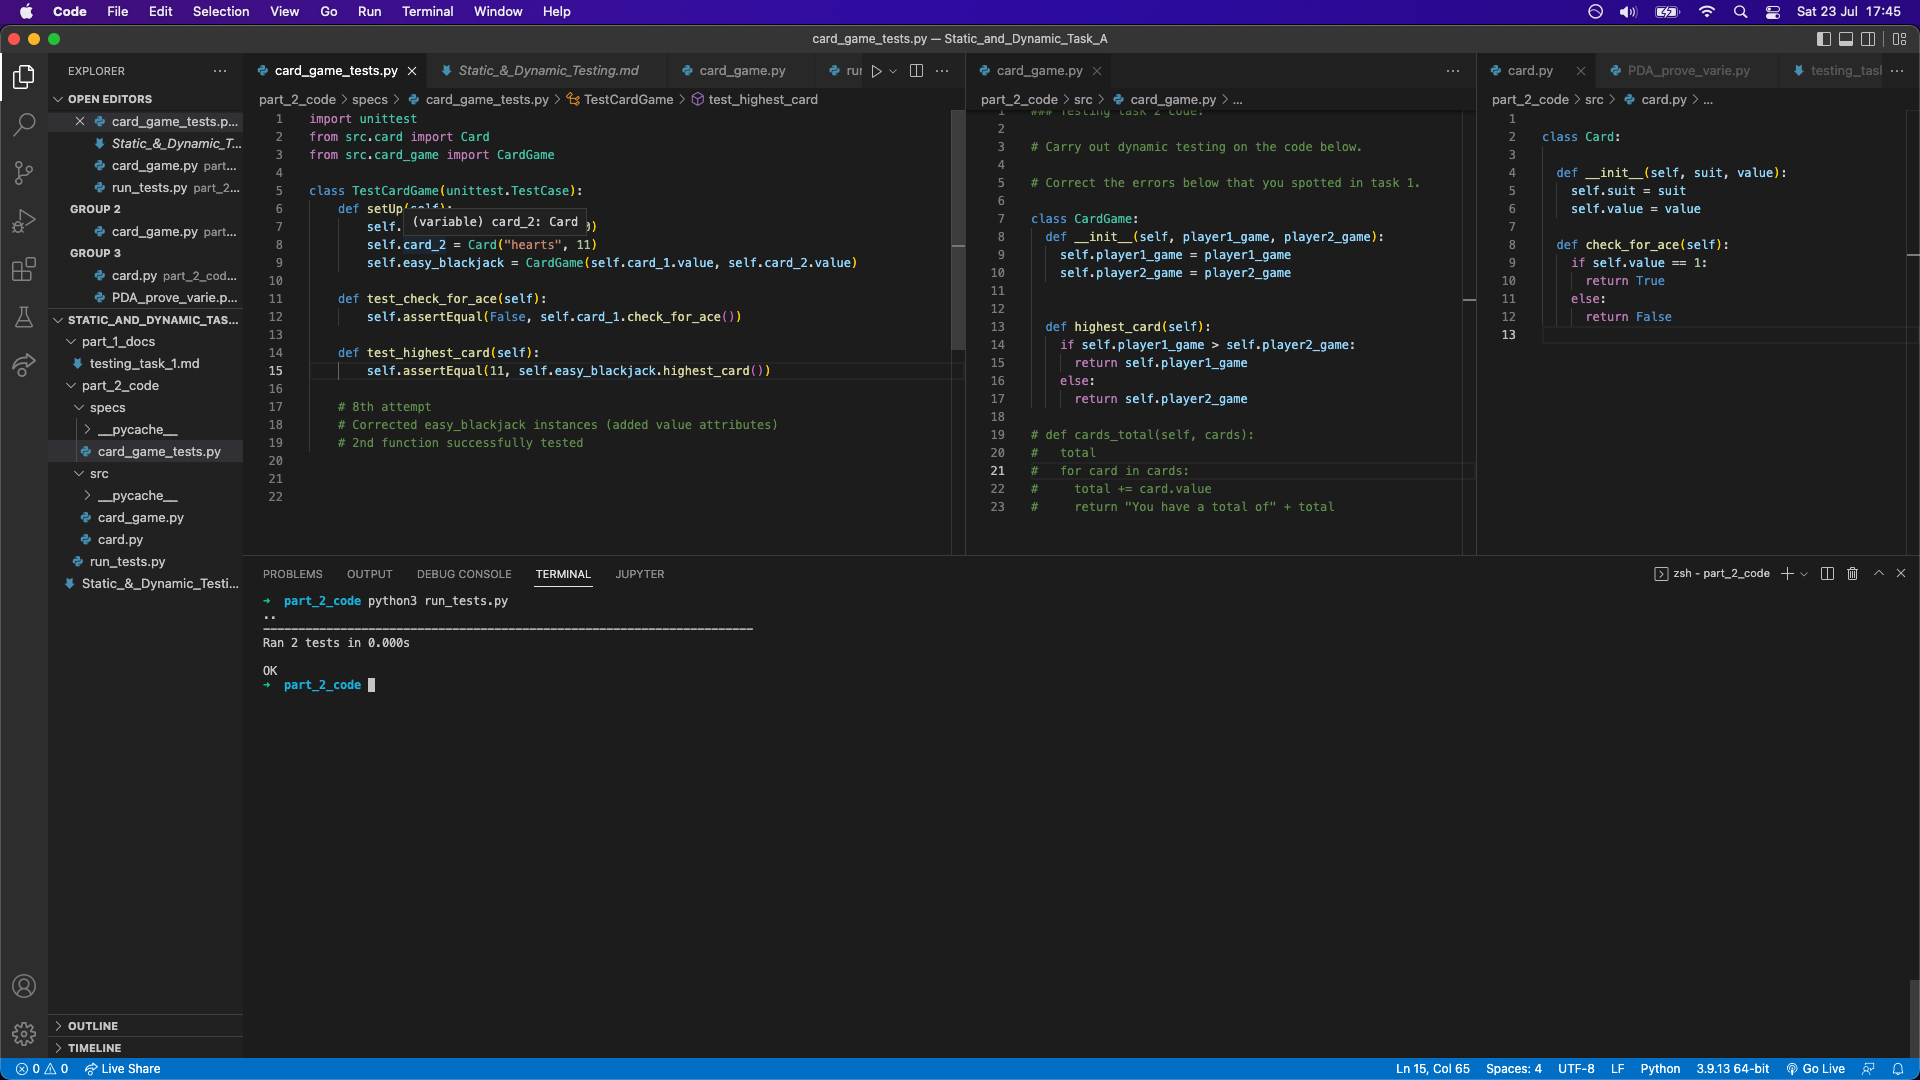 Code File Edit Selection View Go Run Terminal Window Help Sat 23 Jul 17:45
card_game_tests.py — Static_and_Dynamic_Task_A
EXPLORER
OPEN EDITORS
card_game_tests.p...
Static_&_Dynamic_T...
card_game.py part...
run_tests.py part_2...
GROUP 2
card_game.py part...
GROUP 3
card.py part_2_cod...
PDA_prove_varie.p...
STATIC_AND_DYNAMIC_TAS...
part_1_docs
testing_task_1.md
part_2_code
specs
__pycache__
card_game_tests.py
src
__pycache__
card_game.py
card.py
run_tests.py
Static_&_Dynamic_Testi...
OUTLINE
TIMELINE
card_game_tests.py Static_&_Dynamic_Testing.md card_game.py rur
part_2_code > specs > card_game_tests.py > TestCardGame > test_highest_card
1 import unittest
2 from src.card import Card
3 from src.card_game import CardGame
4
5 class TestCardGame(unittest.TestCase):
6 def setUp(self):
(variable) card_2: Card
7 self. )
8 self.card_2 = Card("hearts", 11)
9 self.easy_blackjack = CardGame(self.card_1.value, self.card_2.value)
10
11 def test_check_for_ace(self):
12 self.assertEqual(False, self.card_1.check_for_ace())
13
14 def test_highest_card(self):
15 self.assertEqual(11, self.easy_blackjack.highest_card())
16
17 # 8th attempt
18 # Corrected easy_blackjack instances (added value attributes)
19 # 2nd function successfully tested
20
21
22
card_game.py
part_2_code > src > card_game.py > ...
1 ### Testing task 2 code:
2
3 # Carry out dynamic testing on the code below.
4
5 # Correct the errors below that you spotted in task 1.
6
7 class CardGame:
8 def __init__(self, player1_game, player2_game):
9 self.player1_game = player1_game
10 self.player2_game = player2_game
11
12
13 def highest_card(self):
14 if self.player1_game > self.player2_game:
15 return self.player1_game
16 else:
17 return self.player2_game
18
19 # def cards_total(self, cards):
20 # total
21 # for card in cards:
22 # total += card.value
23 # return "You have a total of" + total
card.py PDA_prove_varie.py testing_tas
part_2_code > src > card.py > ...
1
2 class Card:
3
4 def __init__(self, suit, value):
5 self.suit = suit
6 self.value = value
7
8 def check_for_ace(self):
9 if self.value == 1:
10 return True
11 else:
12 return False
13
PROBLEMS OUTPUT DEBUG CONSOLE TERMINAL JUPYTER
zsh - part_2_code
➜ part_2_code python3 run_tests.py
..
----------------------------------------------------------------------
Ran 2 tests in 0.000s
OK
➜ part_2_code
0 0 Live Share
Ln 15, Col 65 Spaces: 4 UTF-8 LF Python 3.9.13 64-bit Go Live